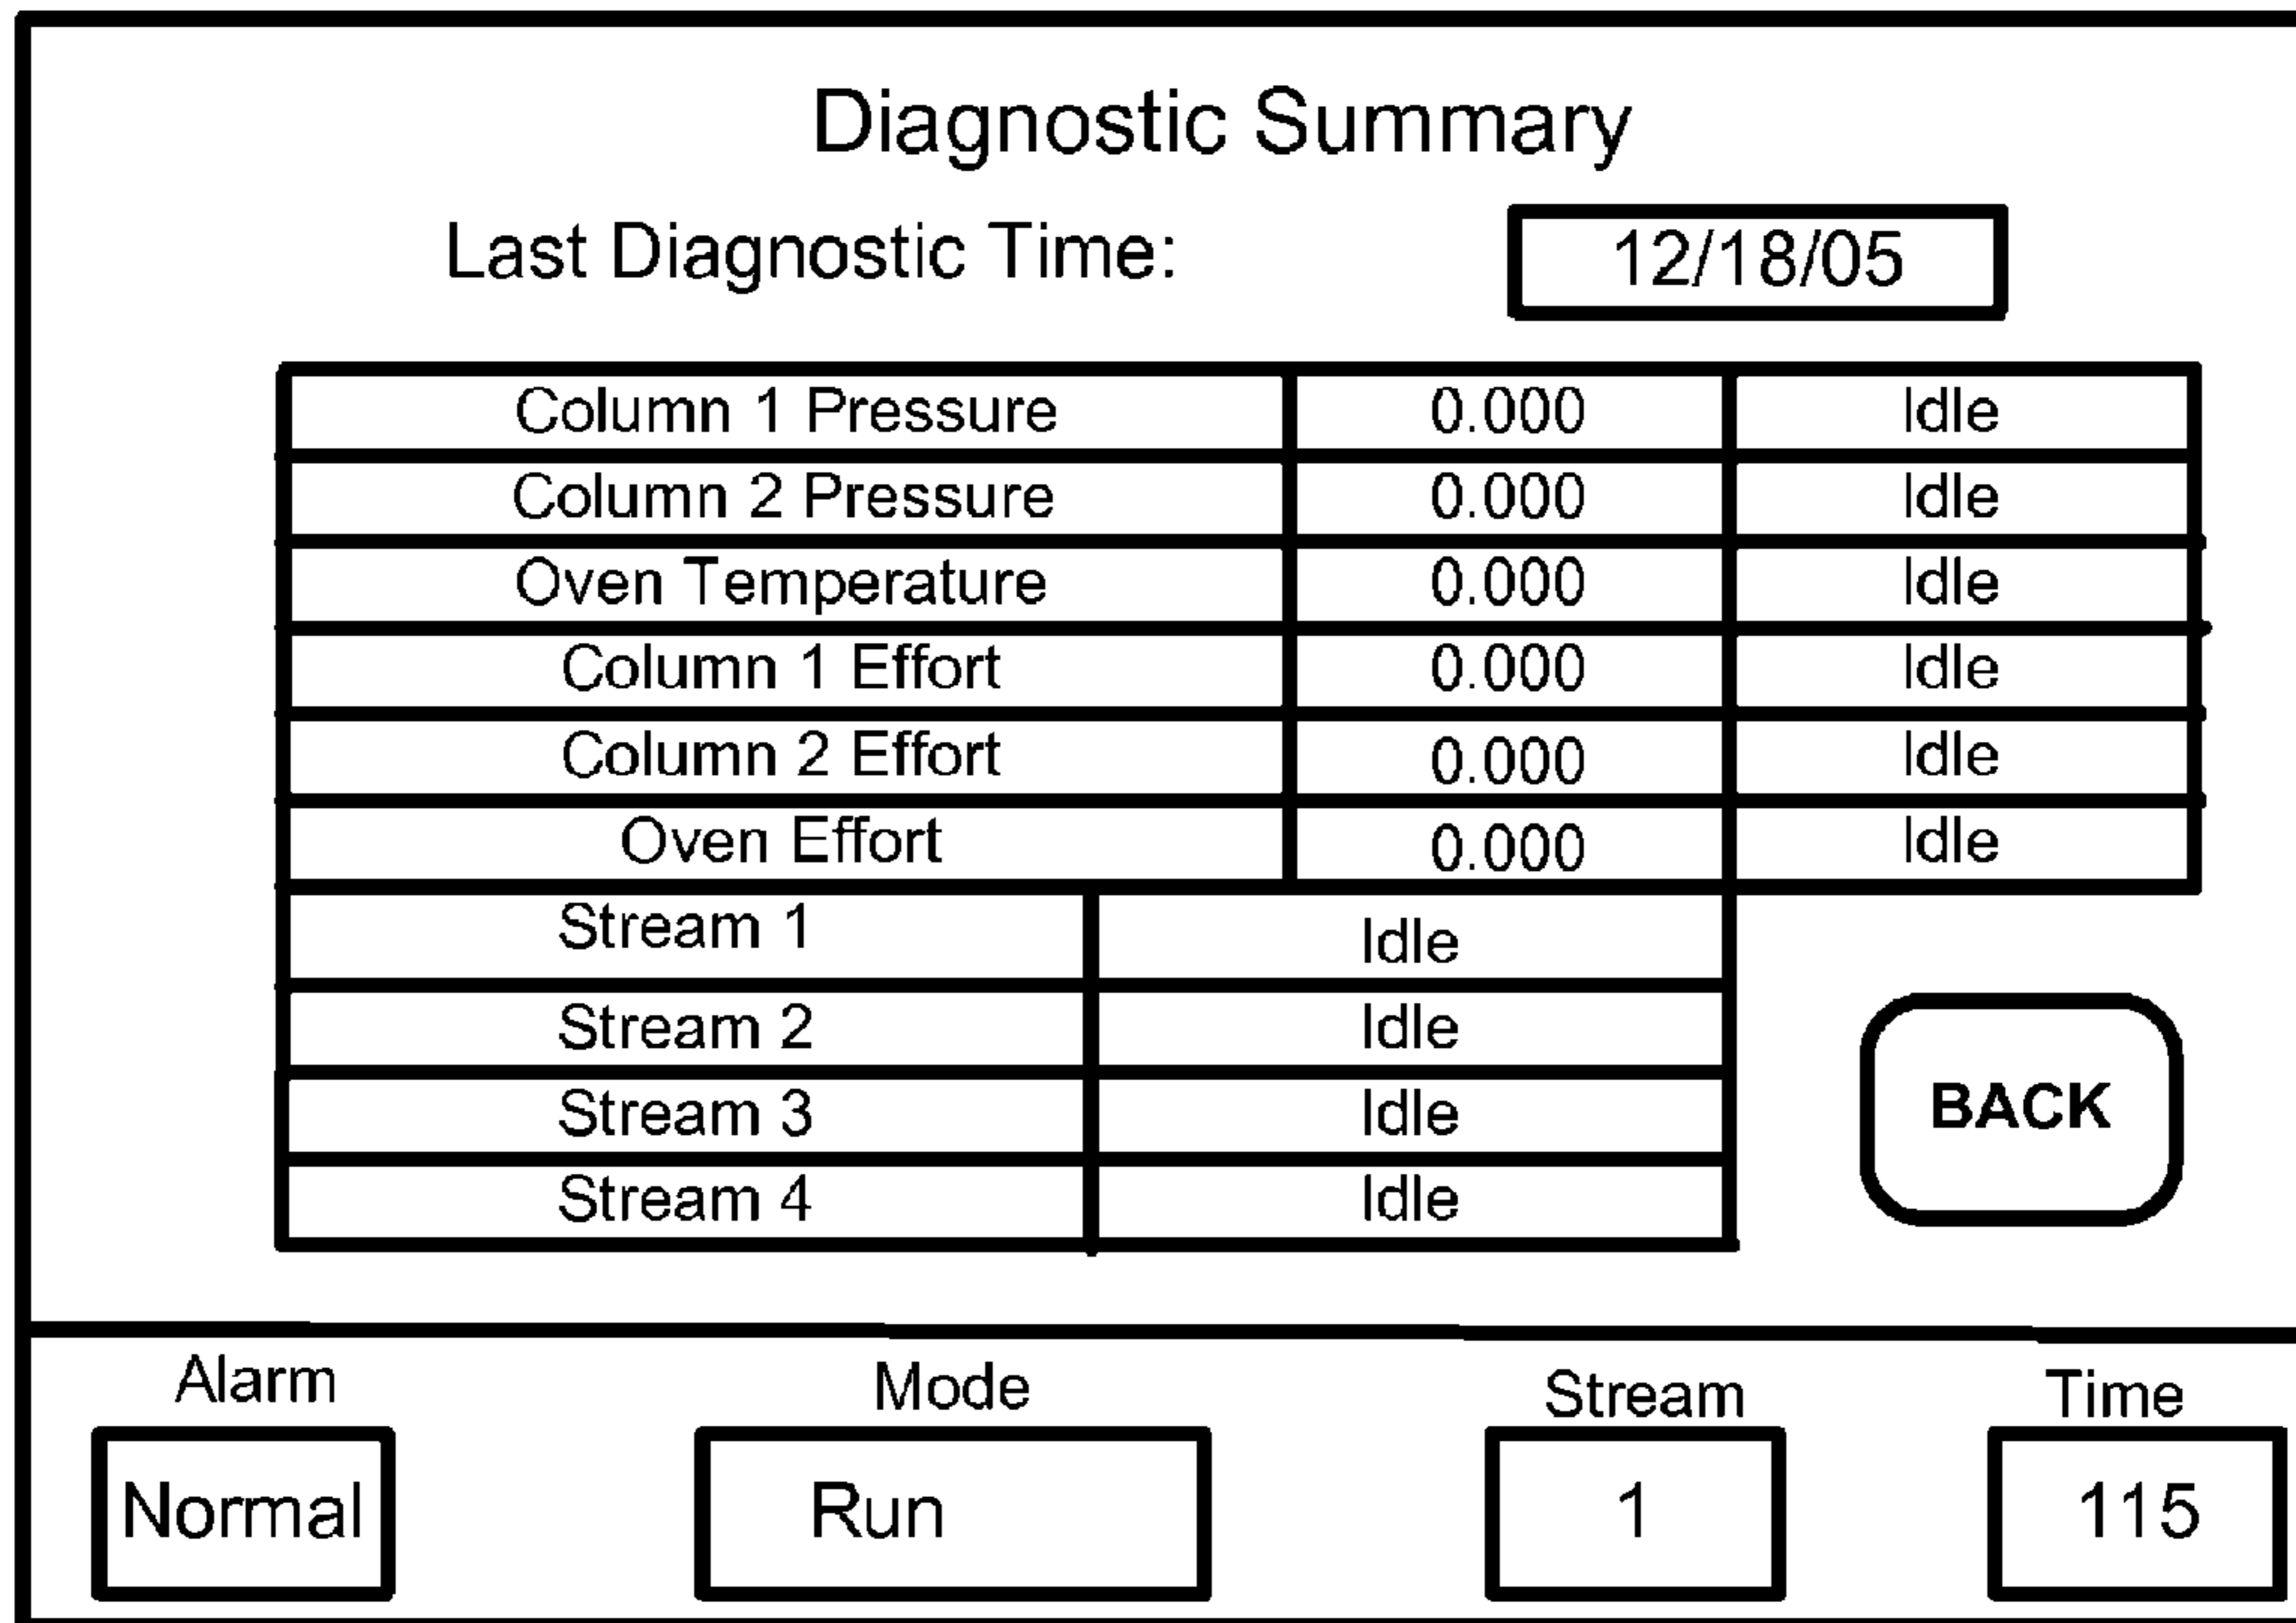 Diagnostic Summary
Last Diagnostic Time: 12/18/05
Column 1 Pressure 0.000 Idle
Column 2 Pressure 0.000 Idle
Oven Temperature 0.000 Idle
Column 1 Effort 0.000 Idle
Column 2 Effort 0.000 Idle
Oven Effort 0.000 Idle
Stream 1 Idle
Stream 2 Idle
Stream 3 Idle
Stream 4 Idle
BACK
Alarm Mode Stream Time
Normal Run 1 115